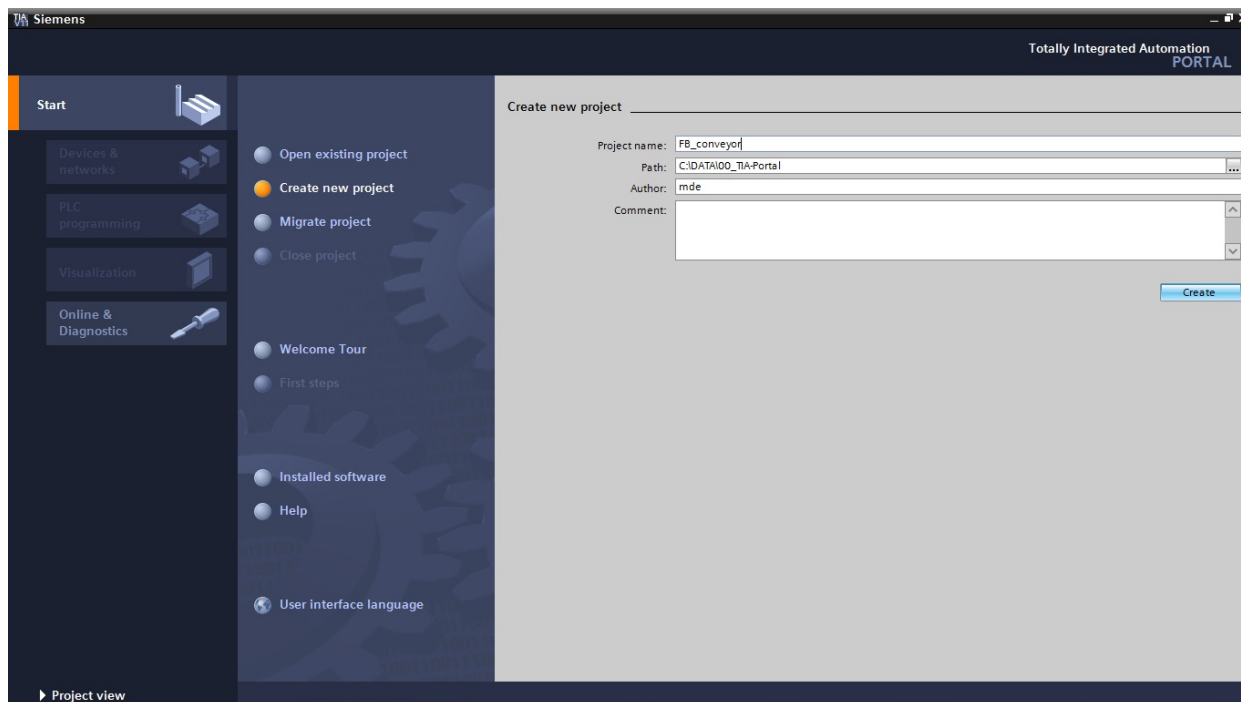 Siemens
Totally Integrated Automation
PORTAL
Start
Devices &
networks
PLC
programming
Visualization
Online &
Diagnostics
Open existing project
Create new project
Migrate project
Close project
Welcome Tour
First steps
Installed software
Help
User interface language
Create new project
Project name: FB_conveyor
Path: C:\DATA\00_TIA-Portal
...
Author: mde
Comment:
Create
Project view